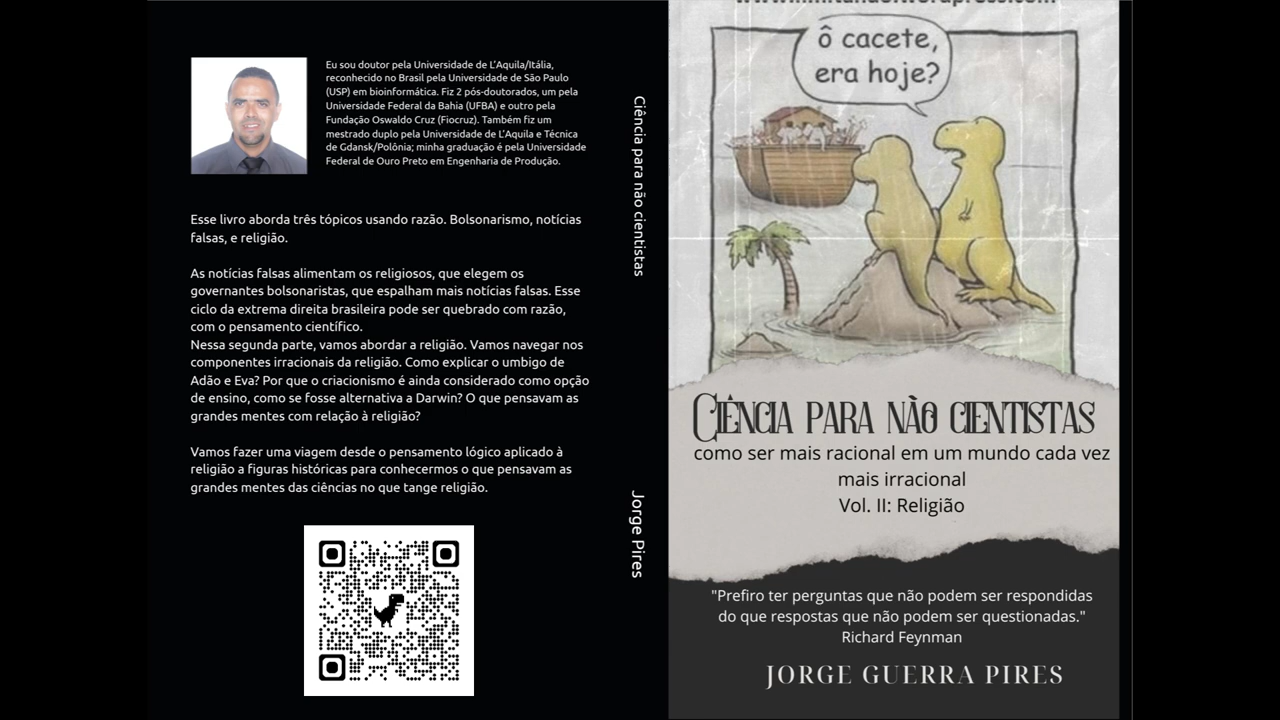 Eu sou doutor pela Universidade de L’Aquila/Itália,
reconhecido no Brasil pela Universidade de São Paulo
(USP) em bioinformática. Fiz 2 pós-doutorados, um pela
Universidade Federal da Bahia (UFBA) e outro pela
Fundação Oswaldo Cruz (Fiocruz). Também fiz um
mestrado duplo pela Universidade de L’Aquila e Técnica
de Gdansk/Polônia; minha graduação é pela Universidade
Federal de Ouro Preto em Engenharia de Produção.
Esse livro aborda três tópicos usando razão. Bolsonarismo, notícias
falsas, e religião.
As notícias falsas alimentam os religiosos, que elegem os
governantes bolsonaristas, que espalham mais notícias falsas. Esse
ciclo da extrema direita brasileira pode ser quebrado com razão,
com o pensamento científico.
Nessa segunda parte, vamos abordar a religião. Vamos navegar nos
componentes irracionais da religião. Como explicar o umbigo de
Adão e Eva? Por que o criacionismo é ainda considerado como opção
de ensino, como se fosse alternativa a Darwin? O que pensavam as
grandes mentes com relação à religião?
Vamos fazer uma viagem desde o pensamento lógico aplicado à
religião a figuras históricas para conhecermos o que pensavam as
grandes mentes das ciências no que tange religião.
Ciência para não cientistas
Jorge Pires
ô cacete,
era hoje?
CIÊNCIA PARA NÃO CIENTISTAS
como ser mais racional em um mundo cada vez
mais irracional
Vol. II: Religião
"Prefiro ter perguntas que não podem ser respondidas
do que respostas que não podem ser questionadas."
Richard Feynman
JORGE GUERRA PIRES